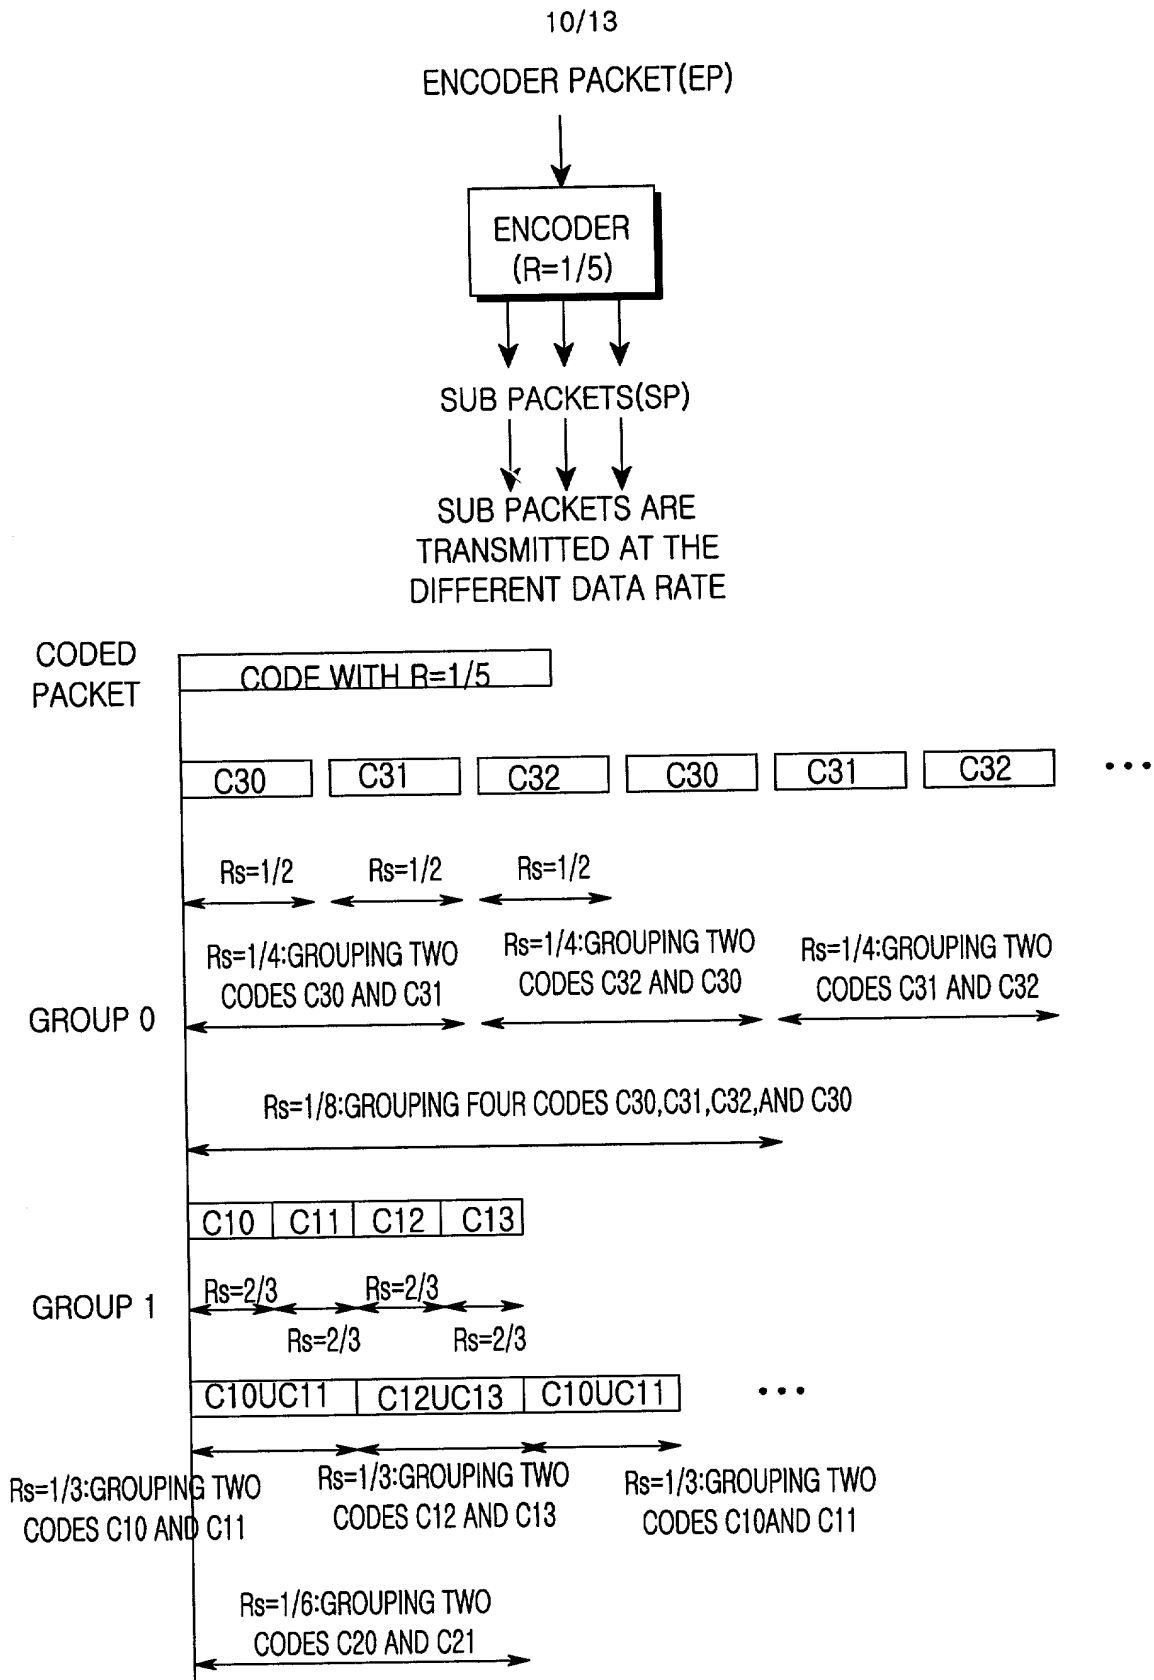 10/13
ENCODER PACKET(EP)
ENCODER
(R=1/5)
SUB PACKETS(SP)
SUB PACKETS ARE
TRANSMITTED AT THE
DIFFERENT DATA RATE
CODED
PACKET
CODE WITH R=1/5
C30 C31 C32 C30 C31 C32 •••
Rs=1/2 Rs=1/2 Rs=1/2
Rs=1/4:GROUPING TWO
CODES C30 AND C31
Rs=1/4:GROUPING TWO
CODES C32 AND C30
Rs=1/4:GROUPING TWO
CODES C31 AND C32
GROUP 0
Rs=1/8:GROUPING FOUR CODES C30,C31,C32,AND C30
C10 C11 C12 C13
GROUP 1
Rs=2/3 Rs=2/3
Rs=2/3 Rs=2/3
C10UC11 C12UC13 C10UC11 •••
Rs=1/3:GROUPING TWO
CODES C10 AND C11
Rs=1/3:GROUPING TWO
CODES C12 AND C13
Rs=1/3:GROUPING TWO
CODES C10AND C11
Rs=1/6:GROUPING TWO
CODES C20 AND C21